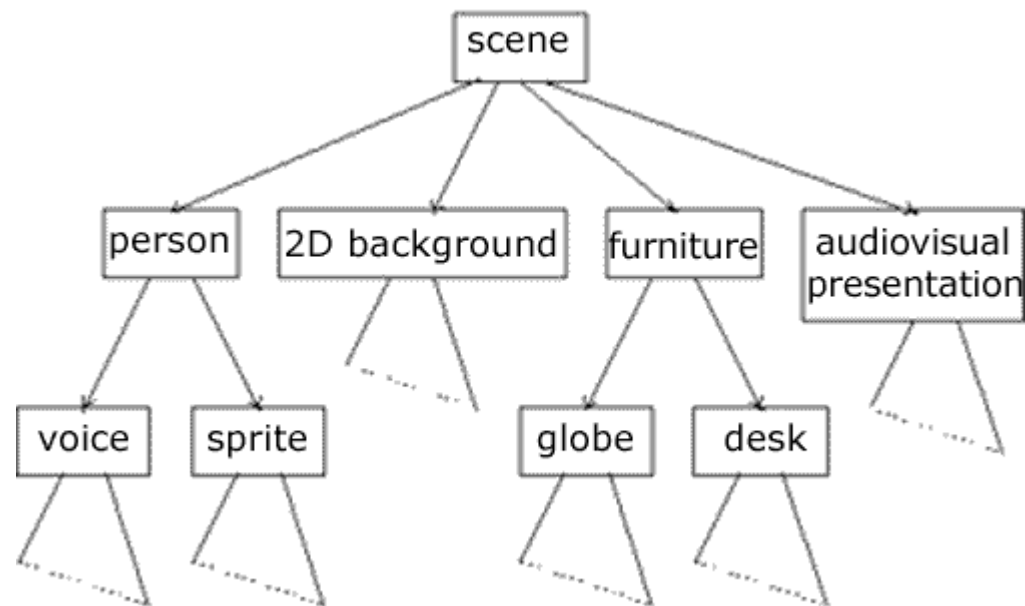 scene
person
2D background
furniture
audiovisual
presentation
voice
sprite
globe
desk